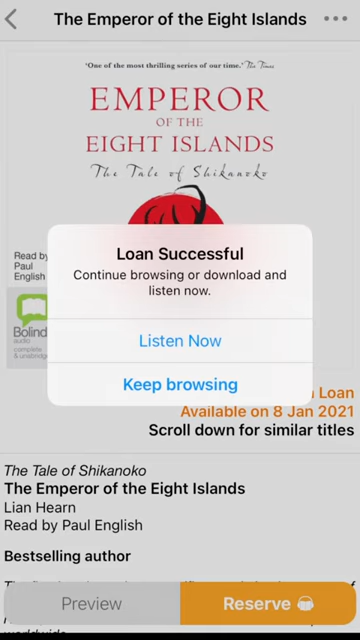 The Emperor of the Eight Islands
'One of the most thrilling series of our time.' The Times
EMPEROR
OF THE
EIGHT ISLANDS
The Tale of Shikanoko
Read by
Paul
English
Bolinda
audio
complete
& unabridged
Loan Successful
Continue browsing or download and
listen now.
Listen Now
Keep browsing
Loan
Available on 8 Jan 2021
Scroll down for similar titles
The Tale of Shikanoko
The Emperor of the Eight Islands
Lian Hearn
Read by Paul English
Bestselling author
Preview
Reserve